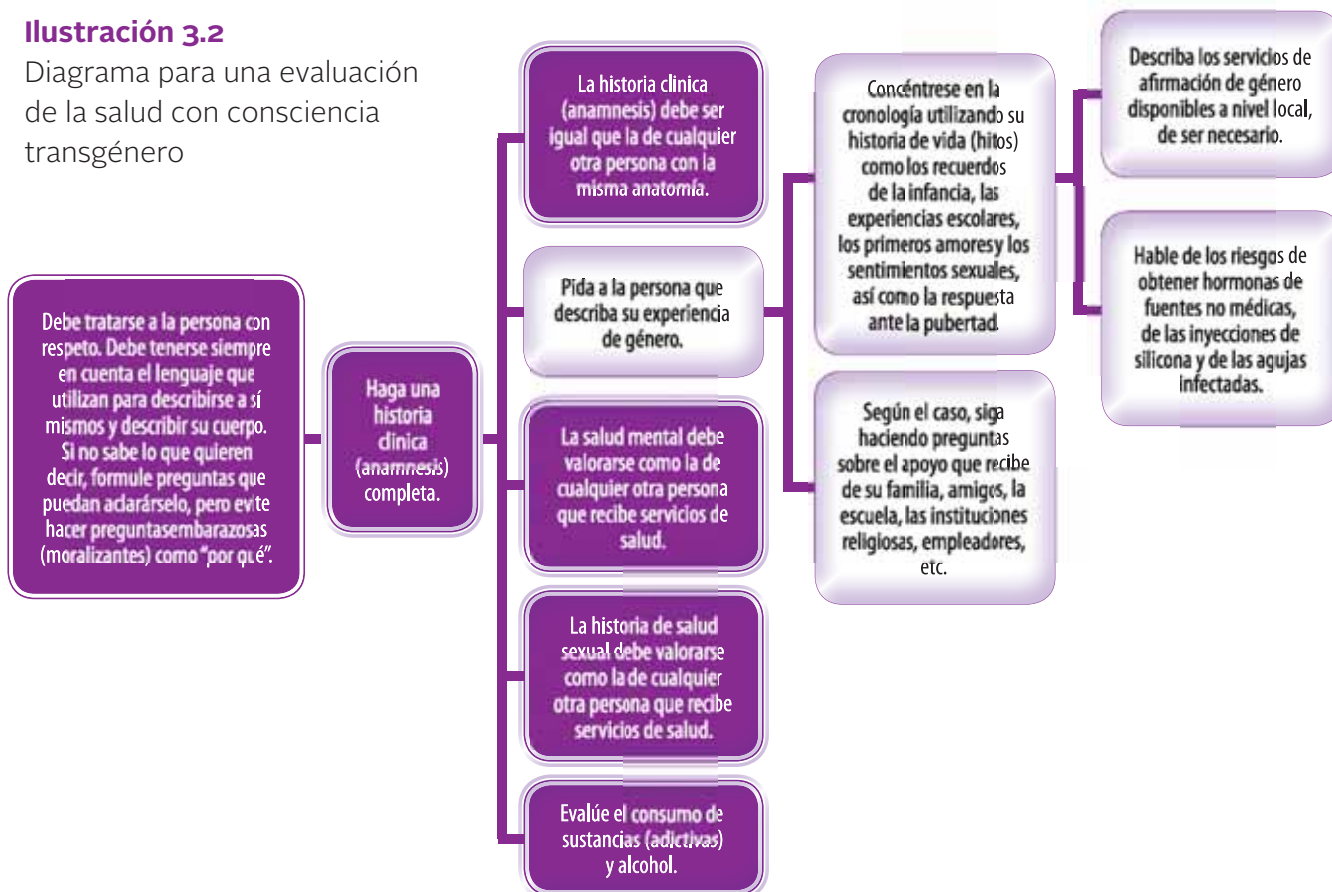 Ilustración 3.2
Diagrama para una evaluación
de la salud con consciencia
transgénero
Debe tratarse a la persona con
respeto. Debe tenerse siempre
en cuenta el lenguaje que
utilizan para describirse a sí
mismos y describir su cuerpo.
Si no sabe lo que quieren
decir, formule preguntas que
puedan aclarárselo, pero evite
hacer preguntasembarazosas
(moralizantes) como "por qué".
Haga una
historia
clinica
(anamnesis)
completa.
La historia clinica
(anamnesis) debe ser
igual que la de cualquier
otra persona con la
misma anatomía.
Pida a la persona que
describa su experiencia
de género.
La salud mental debe
valorarse como la de
cualquier otra persona
que recibe servicios de
salud.
La historia de salud
sexual debe valorarse
como la de cualquier
otra persona que recibe
servicios de salud.
Evalúe el consumo de
sustancias (adictivas)
y alcohol.
Concéntrese en la
cronología utilizando su
historia de vida (hitos)
como los recuerdos
de la infancia, las
experiencias escolares,
los primeros amores y los
sentimientos sexuales,
así como la respuesta
ante la pubertad.
Según el caso, siga
haciendo preguntas
sobre el apoyo que recibe
de su familia, amigos, la
escuela, las instituciones
religiosas, empleadores,
etc.
Describa los servicios de
afirmación de género
disponibles a nivel local,
de ser necesario.
Hable de los riesgos de
obtener hormonas de
fuentes no médicas,
de las inyecciones de
silicona y de las agujas
infectadas.